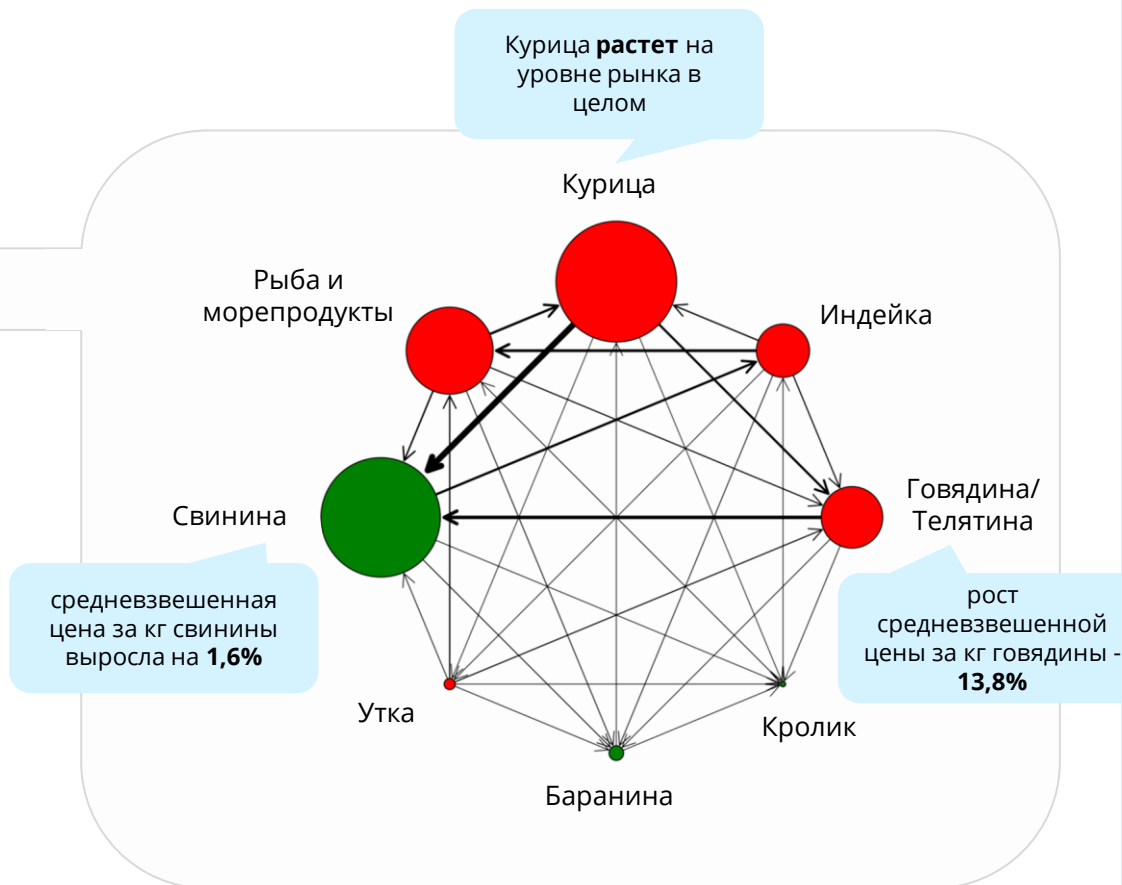 Курица растет на
уровне рынка в
целом
Курица
Рыба и
морепродукты
Индейка
Свинина
Говядина/
Телятина
средневзвешенная
цена за кг свинины
выросла на 1,6%
рост
средневзвешенной
цены за кг говядины -
13,8%
Утка
Кролик
Баранина